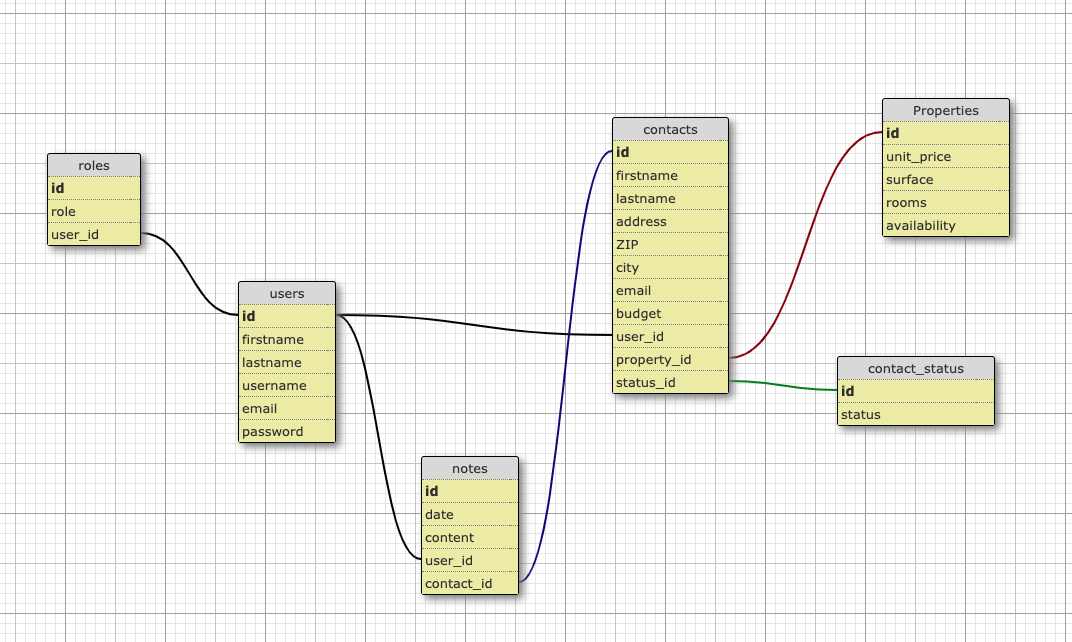 roles
id
role
user_id
users
id
firstname
lastname
username
email
password
notes
id
date
content
user_id
contact_id
contacts
id
firstname
lastname
address
ZIP
city
email
budget
user_id
property_id
status_id
Properties
id
unit_price
surface
rooms
availability
contact_status
id
status